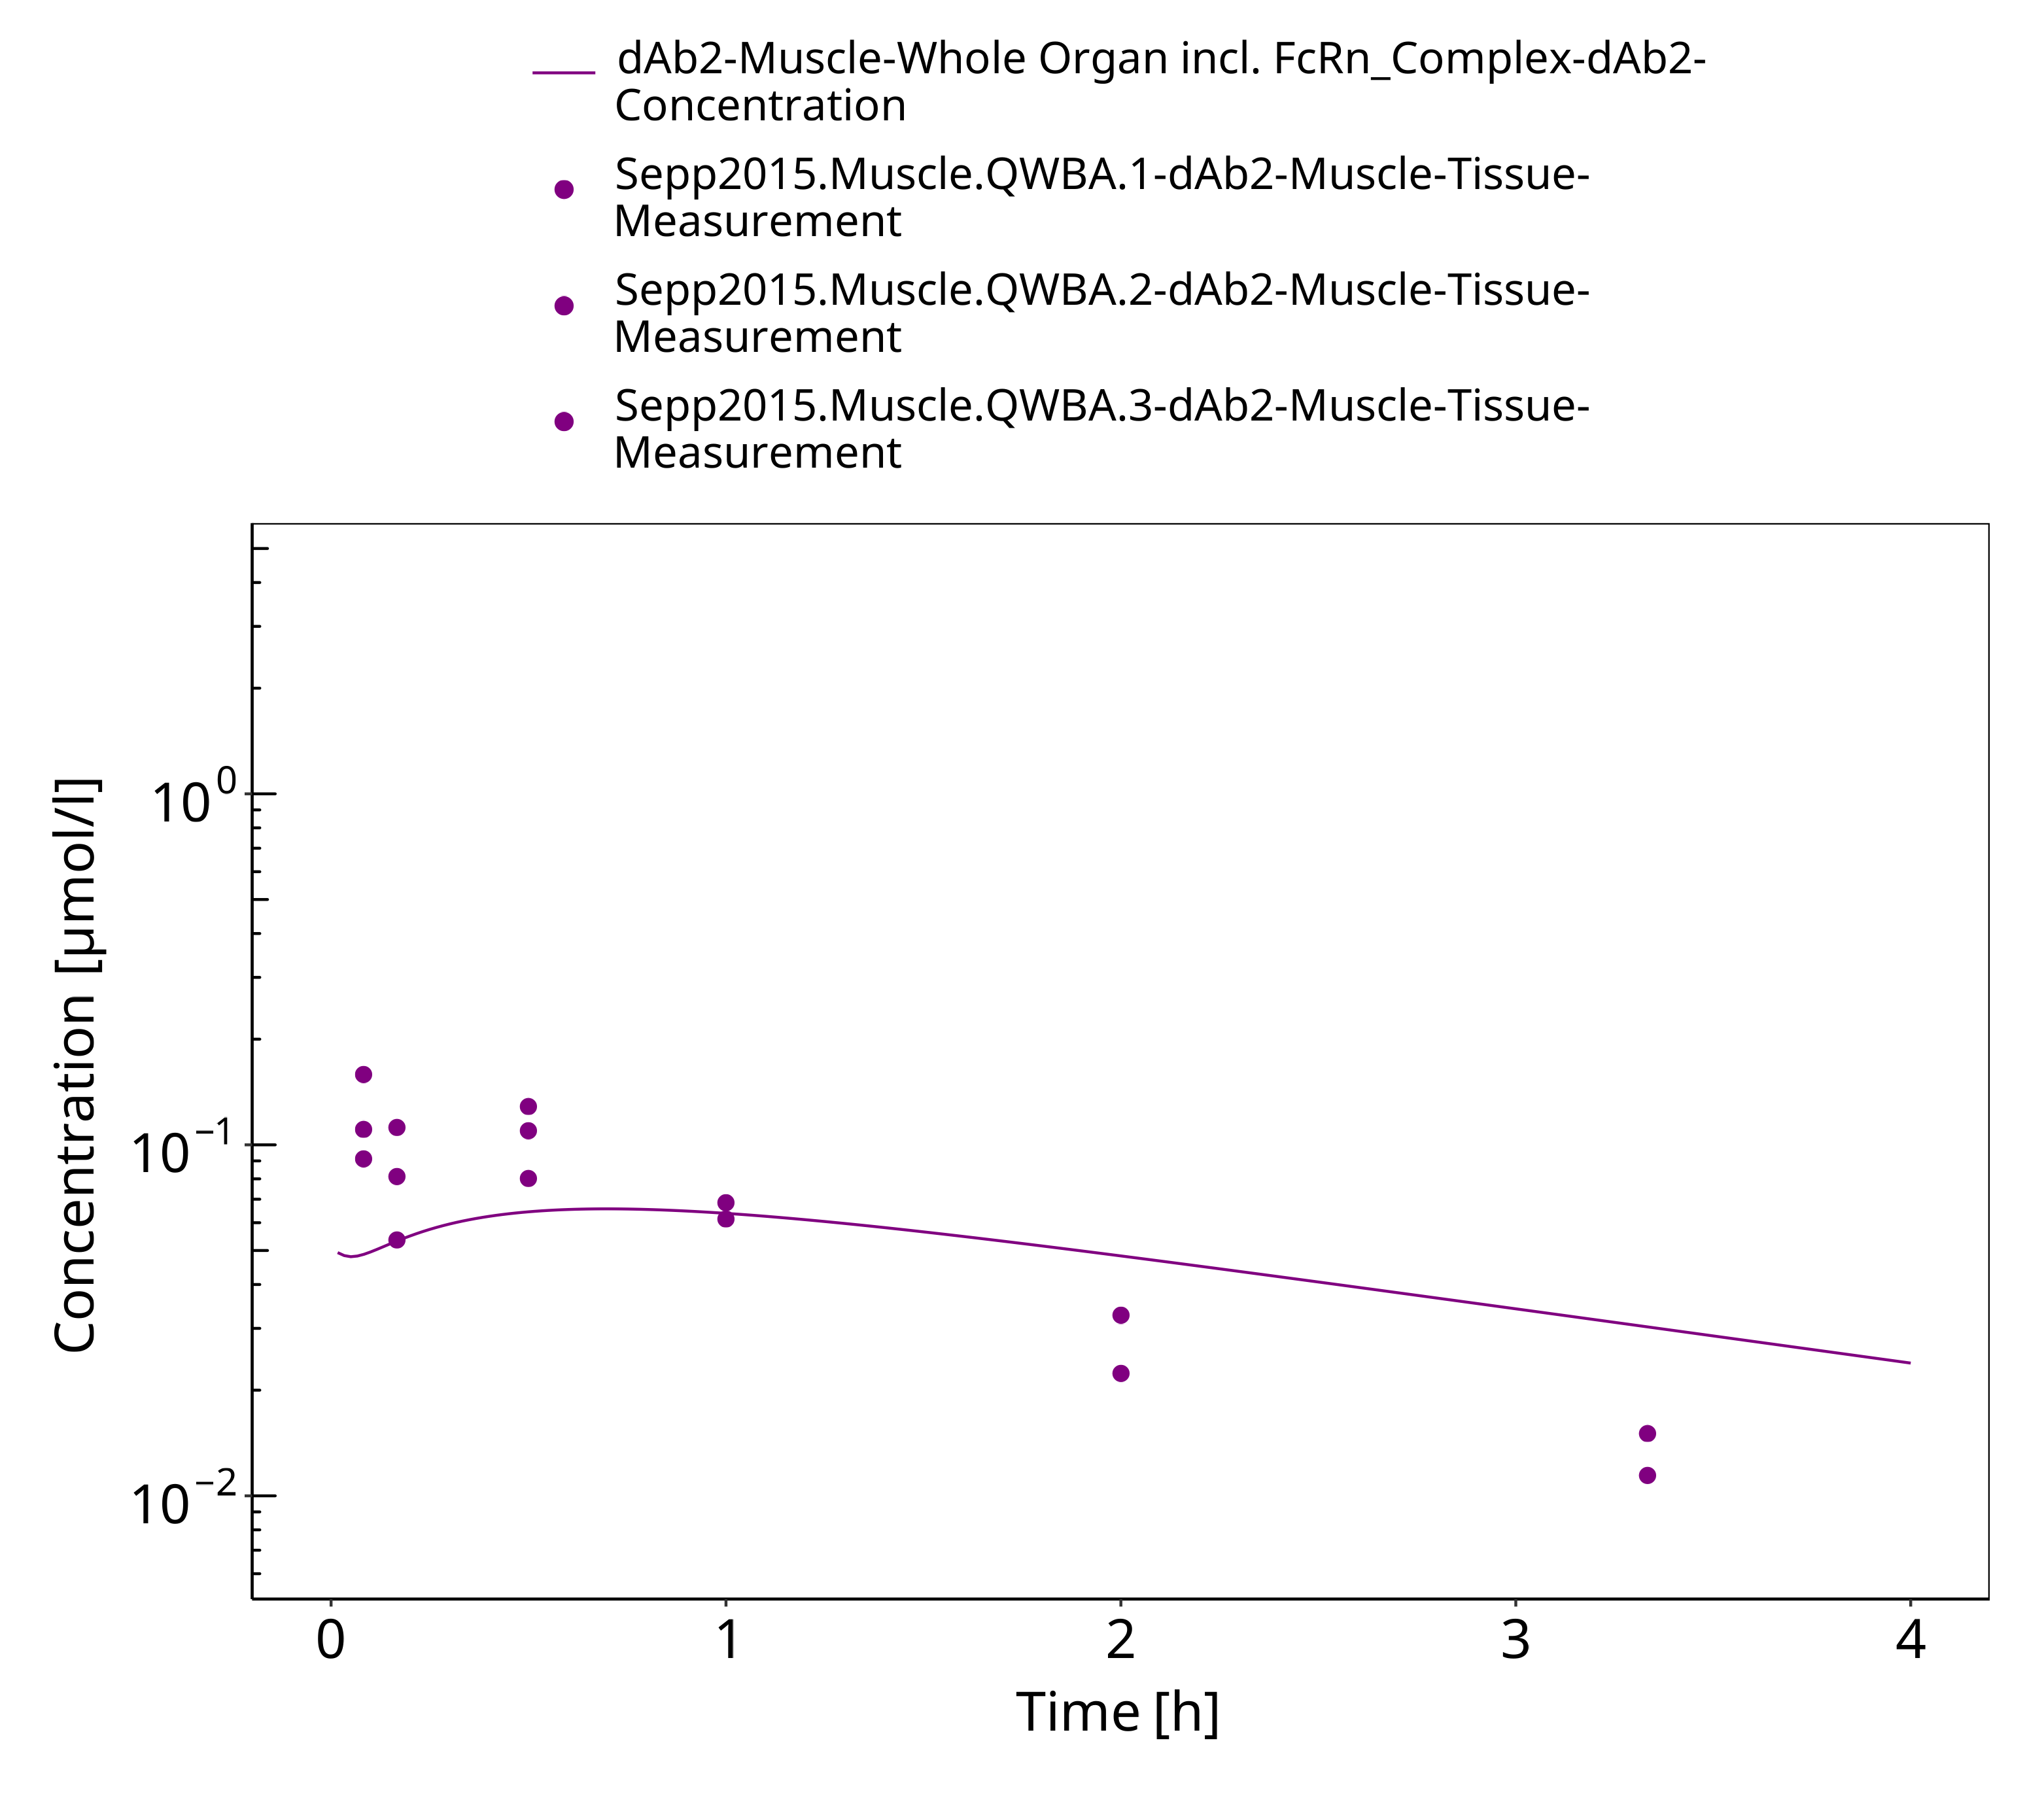 dAb2-Muscle-Whole Organ incl. FcRn_Complex-dAb2-
Concentration
Sepp2015.Muscle.QWBA.1-dAb2-Muscle-Tissue-
Measurement
Sepp2015.Muscle.QWBA.2-dAb2-Muscle-Tissue-
Measurement
Sepp2015.Muscle.QWBA.3-dAb2-Muscle-Tissue-
Measurement
Concentration [µmol/l]
10⁰
10⁻¹
10⁻²
0 1 2 3 4
Time [h]